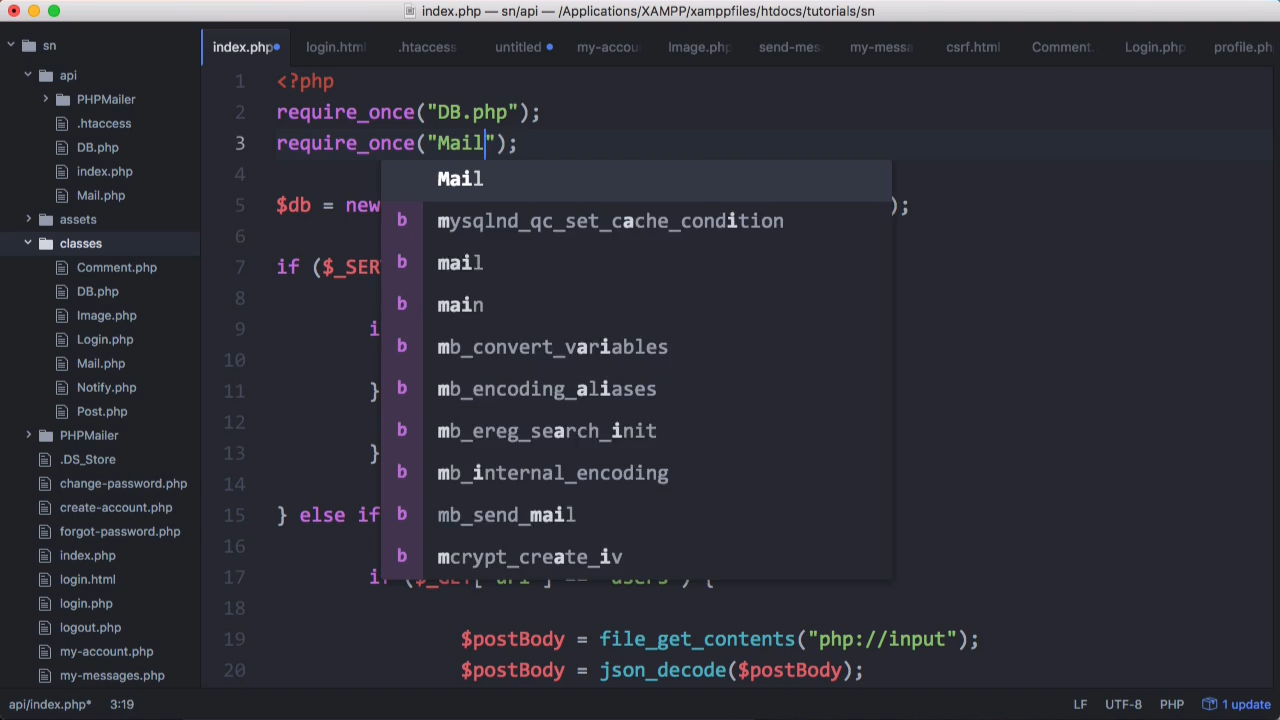 index.php — sn/api — /Applications/XAMPP/xamppfiles/htdocs/tutorials/sn
sn
api
PHPMailer
.htaccess
DB.php
index.php
Mail.php
assets
classes
Comment.php
DB.php
Image.php
Login.php
Mail.php
Notify.php
Post.php
PHPMailer
.DS_Store
change-password.php
create-account.php
forgot-password.php
index.php
login.html
login.php
logout.php
my-account.php
my-messages.php
index.php login.html .htaccess untitled my-accou Image.php send-mes my-messa csrf.html Comment. Login.php profile.ph
1 <?php
2 require_once("DB.php");
3 require_once("Mail");
4
5 $db = new );
6
7 if ($_SER
8
9 i
10
11 }
12
13 }
14
15 } else if
16
17 if ($_GET['api'] == "users") {
18
19 $postBody = file_get_contents("php://input");
20 $postBody = json_decode($postBody);
Mail
b mysqlnd_qc_set_cache_condition
b mail
b main
b mb_convert_variables
b mb_encoding_aliases
b mb_ereg_search_init
b mb_internal_encoding
b mb_send_mail
b mcrypt_create_iv
api/index.php* 3:19 LF UTF-8 PHP 1 update